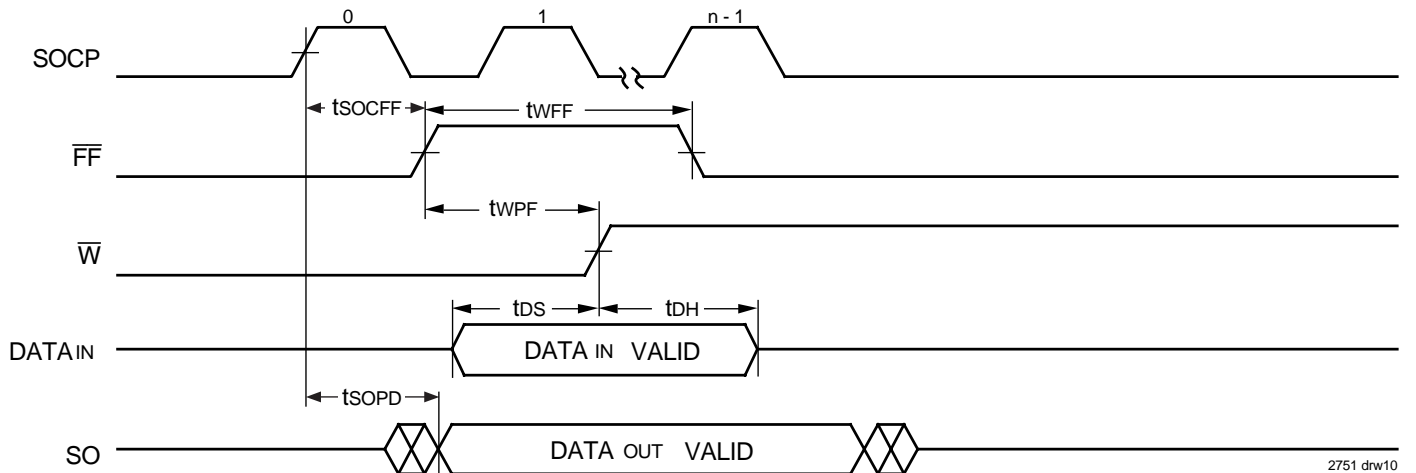 0 1 n - 1
SOCP
tSOCFF tWFF
FF
tWPF
W
tDS tDH
DATA IN DATA IN VALID
tSOPD
SO DATA OUT VALID
2751 drw10